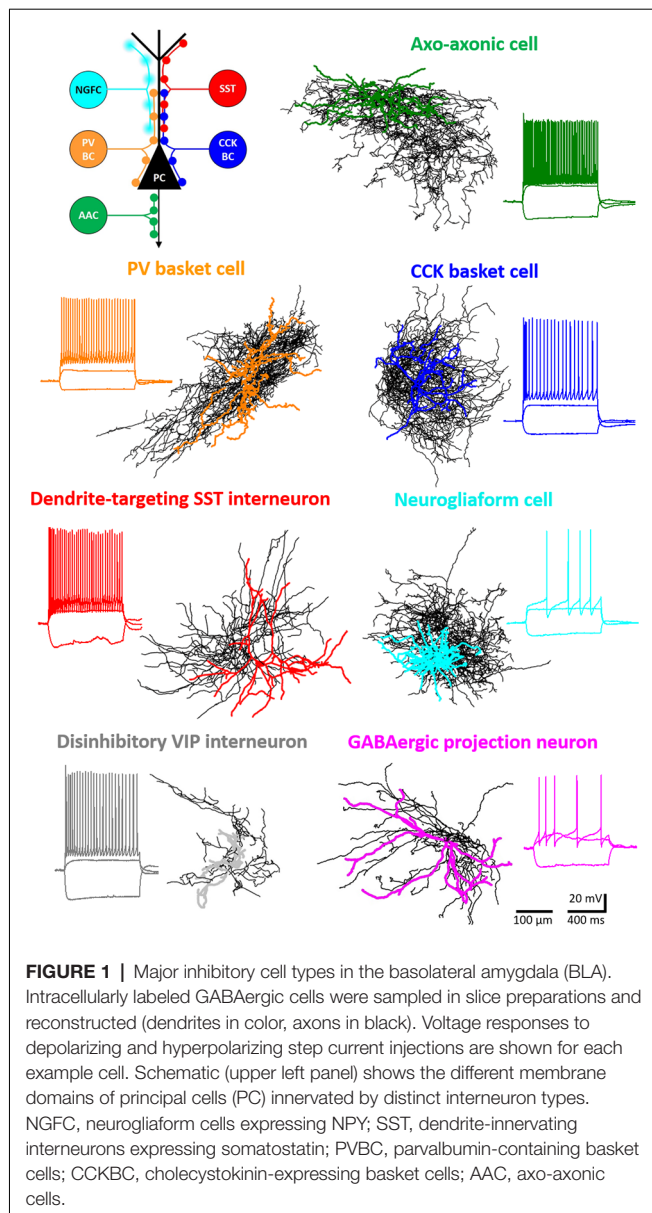 Axo-axonic cell
NGFC
SST
PV
BC
CCK
BC
PC
AAC
PV basket cell
CCK basket cell
Dendrite-targeting SST interneuron
Neurogliaform cell
Disinhibitory VIP interneuron
GABAergic projection neuron
20 mV
100 µm
400 ms
FIGURE 1 | Major inhibitory cell types in the basolateral amygdala (BLA).
Intracellularly labeled GABAergic cells were sampled in slice preparations and
reconstructed (dendrites in color, axons in black). Voltage responses to
depolarizing and hyperpolarizing step current injections are shown for each
example cell. Schematic (upper left panel) shows the different membrane
domains of principal cells (PC) innervated by distinct interneuron types.
NGFC, neurogliaform cells expressing NPY; SST, dendrite-innervating
interneurons expressing somatostatin; PVBC, parvalbumin-containing basket
cells; CCKBC, cholecystokinin-expressing basket cells; AAC, axo-axonic
cells.